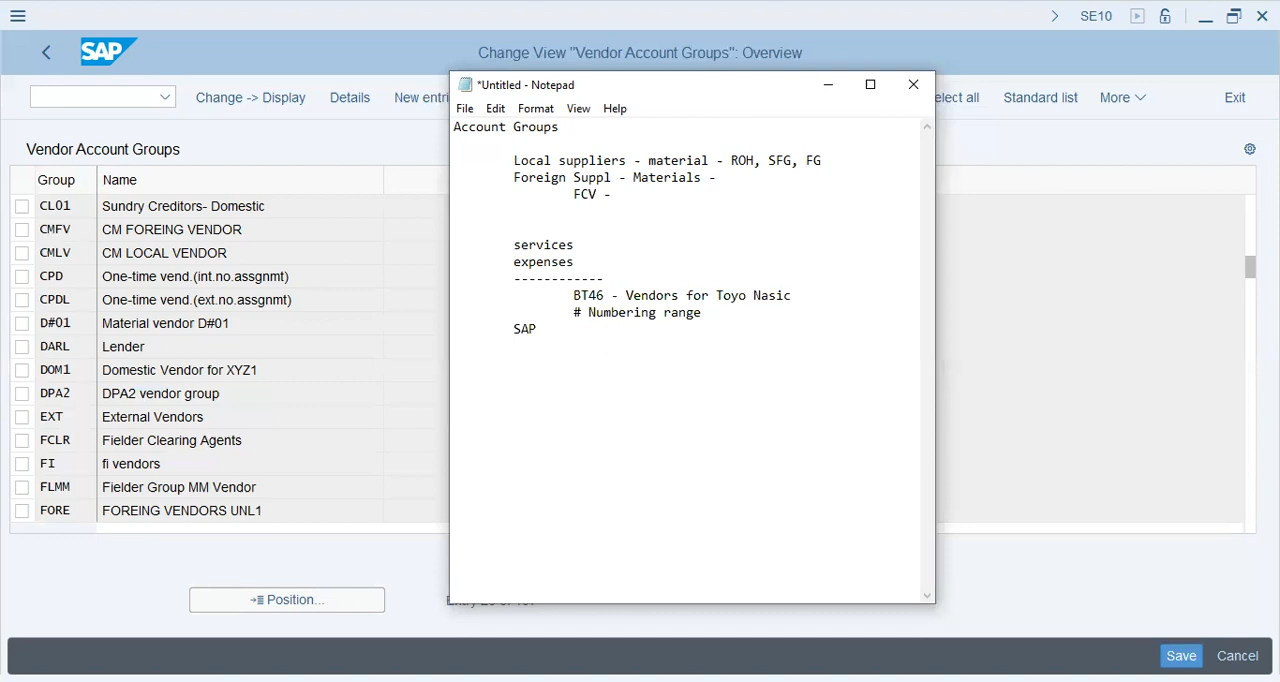 SE10
SAP
Change View "Vendor Account Groups": Overview
Change -> Display
Details
New entri
elect all
Standard list
More
Exit
Vendor Account Groups
Group Name
CL01 Sundry Creditors- Domestic
CMFV CM FOREING VENDOR
CMLV CM LOCAL VENDOR
CPD One-time vend.(int.no.assgnmt)
CPDL One-time vend.(ext.no.assgnmt)
D#01 Material vendor D#01
DARL Lender
DOM1 Domestic Vendor for XYZ1
DPA2 DPA2 vendor group
EXT External Vendors
FCLR Fielder Clearing Agents
FI fi vendors
FLMM Fielder Group MM Vendor
FORE FOREING VENDORS UNL1
Position...
*Untitled - Notepad
File Edit Format View Help
Account Groups
Local suppliers - material - ROH, SFG, FG
Foreign Suppl - Materials -
FCV -
services
expenses
------------
BT46 - Vendors for Toyo Nasic
# Numbering range
SAP
Save
Cancel